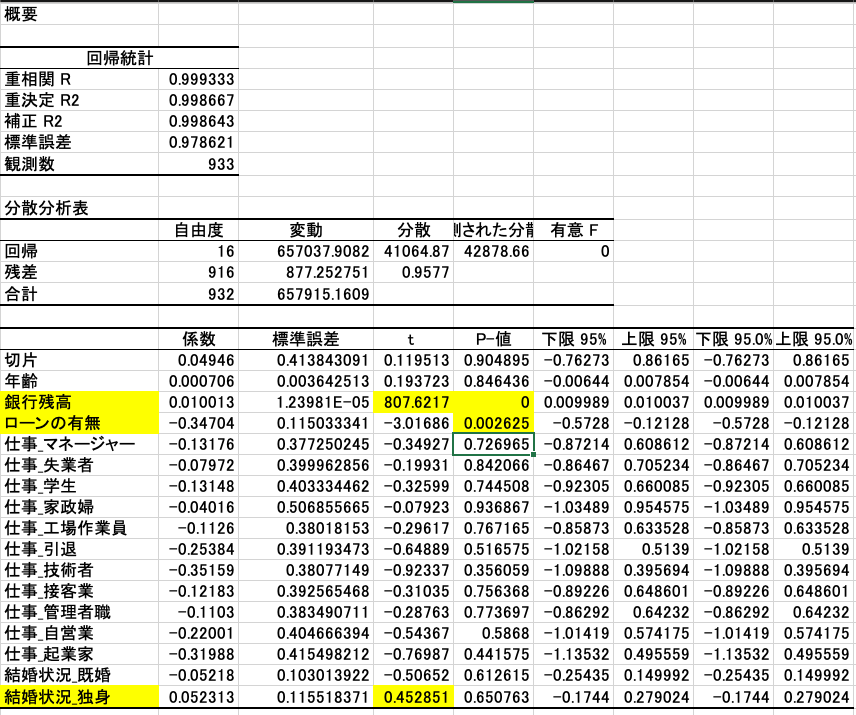 概要
回帰統計
重相関 R 0.999333
重決定 R2 0.998667
補正 R2 0.998643
標準誤差 0.978621
観測数 933
分散分析表
自由度 変動 分散 された分散 有意 F
回帰 16 657037.9082 41064.87 42878.66 0
残差 916 877.252751 0.9577
合計 932 657915.1609
係数 標準誤差 t P-値 下限 95% 上限 95% 下限 95.0% 上限 95.0%
切片 0.04946 0.413843091 0.119513 0.904895 -0.76273 0.86165 -0.76273 0.86165
年齢 0.000706 0.003642513 0.193723 0.846436 -0.00644 0.007854 -0.00644 0.007854
銀行残高 0.010013 1.23981E-05 807.6217 0 0.009989 0.010037 0.009989 0.010037
ローンの有無 -0.34704 0.115033341 -3.01686 0.002625 -0.5728 -0.12128 -0.5728 -0.12128
仕事_マネージャー -0.13176 0.377250245 -0.34927 0.726965 -0.87214 0.608612 -0.87214 0.608612
仕事_失業者 -0.07972 0.399962856 -0.19931 0.842066 -0.86467 0.705234 -0.86467 0.705234
仕事_学生 -0.13148 0.403334462 -0.32599 0.744508 -0.92305 0.660085 -0.92305 0.660085
仕事_家政婦 -0.04016 0.506855665 -0.07923 0.936867 -1.03489 0.954575 -1.03489 0.954575
仕事_工場作業員 -0.1126 0.38018153 -0.29617 0.767165 -0.85873 0.633528 -0.85873 0.633528
仕事_引退 -0.25384 0.391193473 -0.64889 0.516575 -1.02158 0.5139 -1.02158 0.5139
仕事_技術者 -0.35159 0.38077149 -0.92337 0.356059 -1.09888 0.395694 -1.09888 0.395694
仕事_接客業 -0.12183 0.392565468 -0.31035 0.756368 -0.89226 0.648601 -0.89226 0.648601
仕事_管理者職 -0.1103 0.383490711 -0.28763 0.773697 -0.86292 0.64232 -0.86292 0.64232
仕事_自営業 -0.22001 0.404666394 -0.54367 0.5868 -1.01419 0.574175 -1.01419 0.574175
仕事_起業家 -0.31988 0.415498212 -0.76987 0.441575 -1.13532 0.495559 -1.13532 0.495559
結婚状況_既婚 -0.05218 0.103013922 -0.50652 0.612615 -0.25435 0.149992 -0.25435 0.149992
結婚状況_独身 0.052313 0.115518371 0.452851 0.650763 -0.1744 0.279024 -0.1744 0.279024